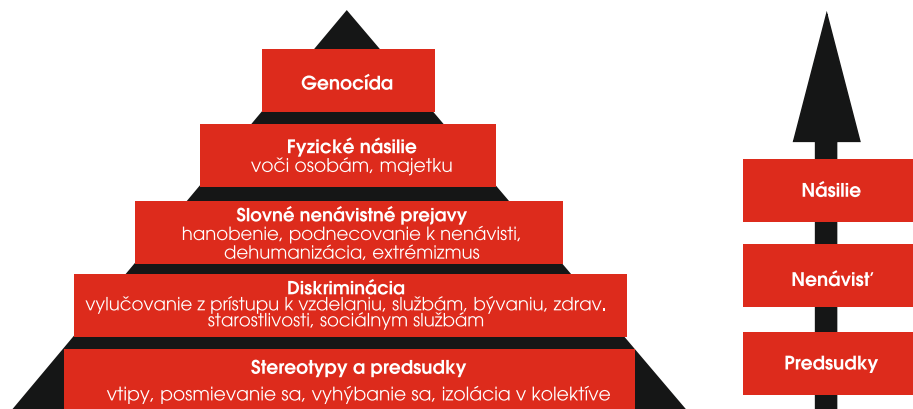 Genocída
Fyzické násilie
voči osobám, majetku
Slovné nenávistné prejavy
hanobenie, podnecovanie k nenávisti,
dehumanizácia, extrémizmus
Diskriminácia
vylučovanie z prístupu k vzdelaniu, službám, bývaniu, zdrav.
starostlivosti, sociálnym službám
Stereotypy a predsudky
vtipy, posmievanie sa, vyhýbanie sa, izolácia v kolektíve
Násilie
Nenávisť
Predsudky